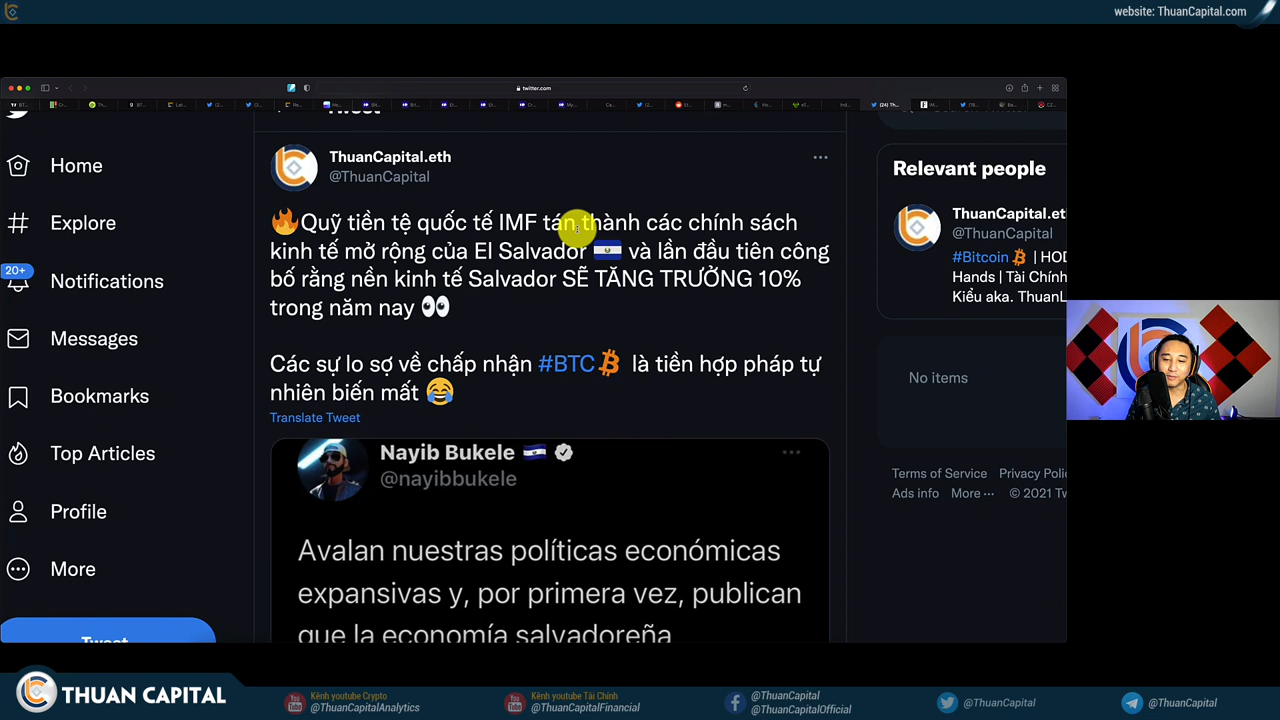 website: ThuanCapital.com
twitter.com
Tweet
Home
Explore
20+
Notifications
Messages
Bookmarks
Top Articles
Profile
More
Tweet
ThuanCapital.eth
@ThuanCapital
🔥Quỹ tiền tệ quốc tế IMF tán thành các chính sách
kinh tế mở rộng của El Salvador 🇸🇻 và lần đầu tiên công
bố rằng nền kinh tế Salvador SẼ TĂNG TRƯỞNG 10%
trong năm nay 👀
Các sự lo sợ về chấp nhận #BTC là tiền hợp pháp tự
nhiên biến mất 😂
Translate Tweet
Nayib Bukele 🇸🇻
@nayibbukele
Avalan nuestras políticas económicas
expansivas y, por primera vez, publican
que la economía salvadoreña
Relevant people
ThuanCapital.et
@ThuanCapital
#Bitcoin | HOD
Hands | Tài Chính
Kiểu aka. ThuanL
No items
Terms of Service Privacy Poli
Ads info More ··· © 2021 Tw
THUAN CAPITAL
Kênh youtube Crypto
@ThuanCapitalAnalytics
Kênh youtube Tài Chính
@ThuanCapitalFinancial
@ThuanCapital
@ThuanCapitalOfficial
@ThuanCapital
@ThuanCapital